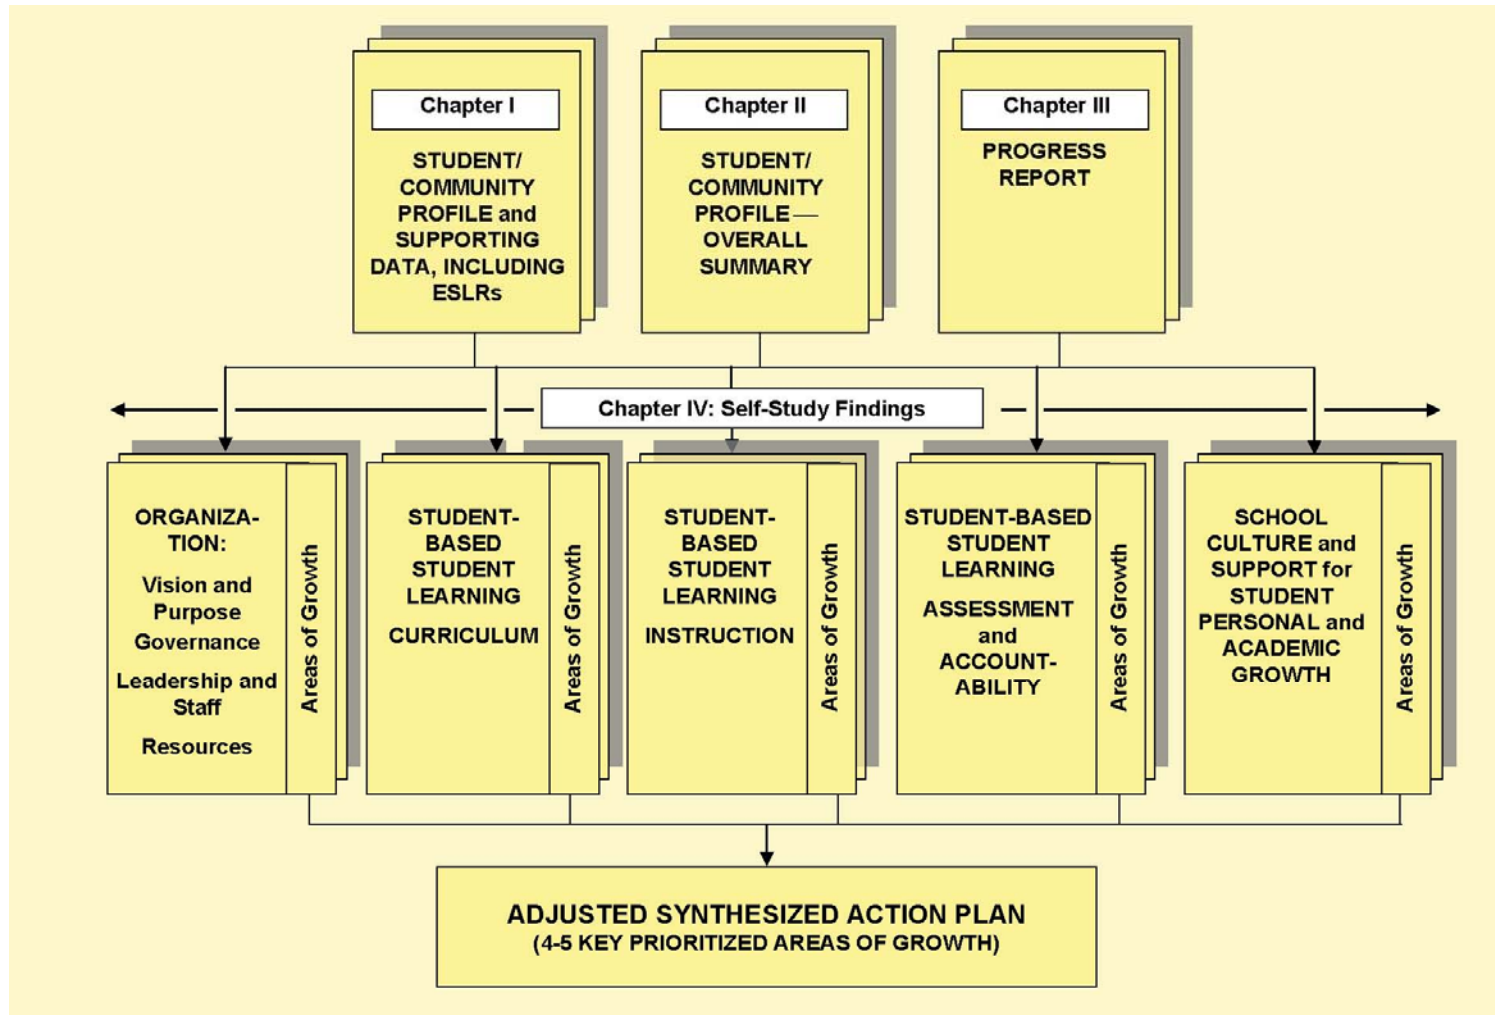 Chapter I
STUDENT/
COMMUNITY
PROFILE and
SUPPORTING
DATA, INCLUDING
ESLRs
Chapter II
STUDENT/
COMMUNITY
PROFILE—
OVERALL
SUMMARY
Chapter III
PROGRESS
REPORT
Chapter IV: Self-Study Findings
ORGANIZA-
TION:
Vision and
Purpose
Governance
Leadership and
Staff
Resources
Areas of Growth
STUDENT-
BASED
STUDENT
LEARNING
CURRICULUM
Areas of Growth
STUDENT-
BASED
STUDENT
LEARNING
INSTRUCTION
Areas of Growth
STUDENT-BASED
STUDENT
LEARNING
ASSESSMENT
and
ACCOUNT-
ABILITY
Areas of Growth
SCHOOL
CULTURE and
SUPPORT for
STUDENT
PERSONAL and
ACADEMIC
GROWTH
Areas of Growth
ADJUSTED SYNTHESIZED ACTION PLAN
(4-5 KEY PRIORITIZED AREAS OF GROWTH)